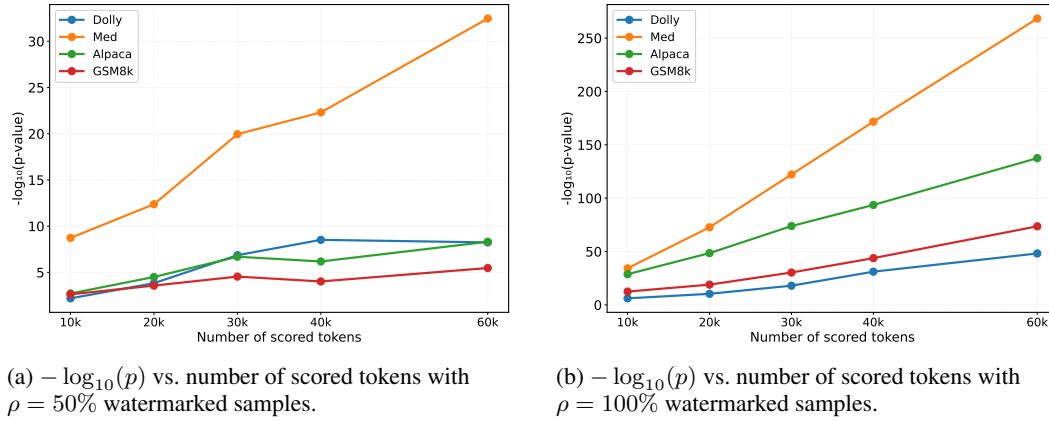 Dolly
Med
Alpaca
GSM8k
30
25
20
15
10
5
-log₁₀(p-value)
10k 20k 30k 40k 60k
Number of scored tokens
(a) − log₁₀(p) vs. number of scored tokens with
ρ = 50% watermarked samples.
Dolly
Med
Alpaca
GSM8k
250
200
150
100
50
0
-log₁₀(p-value)
10k 20k 30k 40k 60k
Number of scored tokens
(b) − log₁₀(p) vs. number of scored tokens with
ρ = 100% watermarked samples.